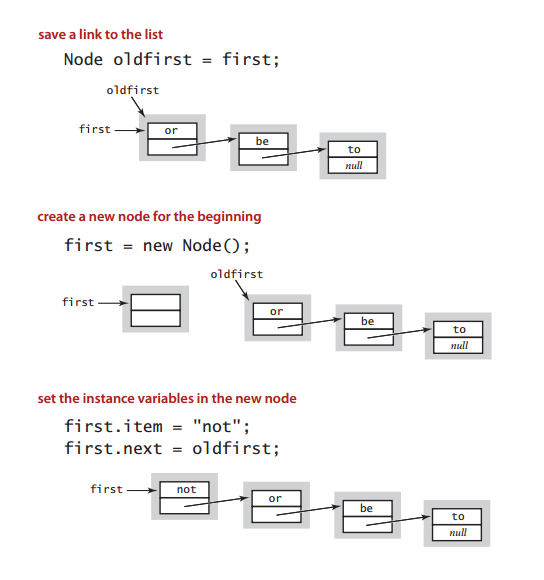 save a link to the list
Node oldfirst = first;
oldfirst
first
or
be
to
null
create a new node for the beginning
first = new Node();
oldfirst
first
or
be
to
null
set the instance variables in the new node
first.item = "not";
first.next = oldfirst;
first
not
or
be
to
null